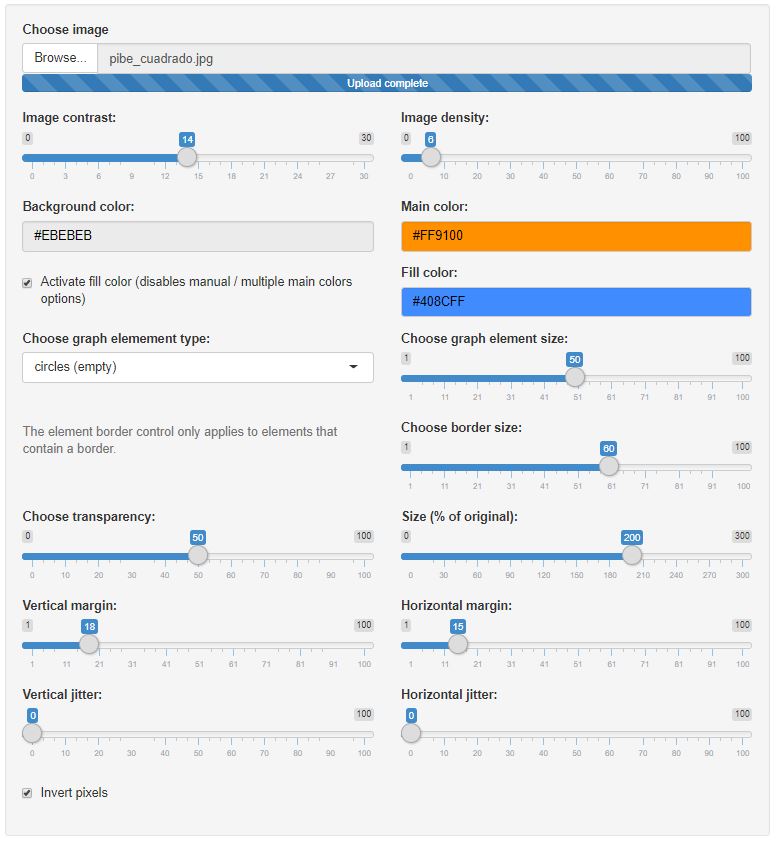 Choose image
Browse... pibe_cuadrado.jpg
Upload complete
Image contrast: Image density:
0 14 30 0 6 100
0 3 6 9 12 15 18 21 24 27 30 0 10 20 30 40 50 60 70 80 90 100
Background color: Main color:
#EBEBEB #FF9100
Activate fill color (disables manual / multiple main colors
options)
Fill color:
#408CFF
Choose graph elemement type: Choose graph element size:
circles (empty) 1 50 100
1 11 21 31 41 51 61 71 81 91 100
The element border control only applies to elements that
contain a border.
Choose border size:
1 60 100
1 11 21 31 41 51 61 71 81 91 100
Choose transparency: Size (% of original):
0 50 100 0 200 300
0 10 20 30 40 50 60 70 80 90 100 0 30 60 90 120 150 180 210 240 270 300
Vertical margin: Horizontal margin:
1 18 100 1 15 100
1 11 21 31 41 51 61 71 81 91 100 1 11 21 31 41 51 61 71 81 91 100
Vertical jitter: Horizontal jitter:
0 100 0 100
0 10 20 30 40 50 60 70 80 90 100 0 10 20 30 40 50 60 70 80 90 100
Invert pixels